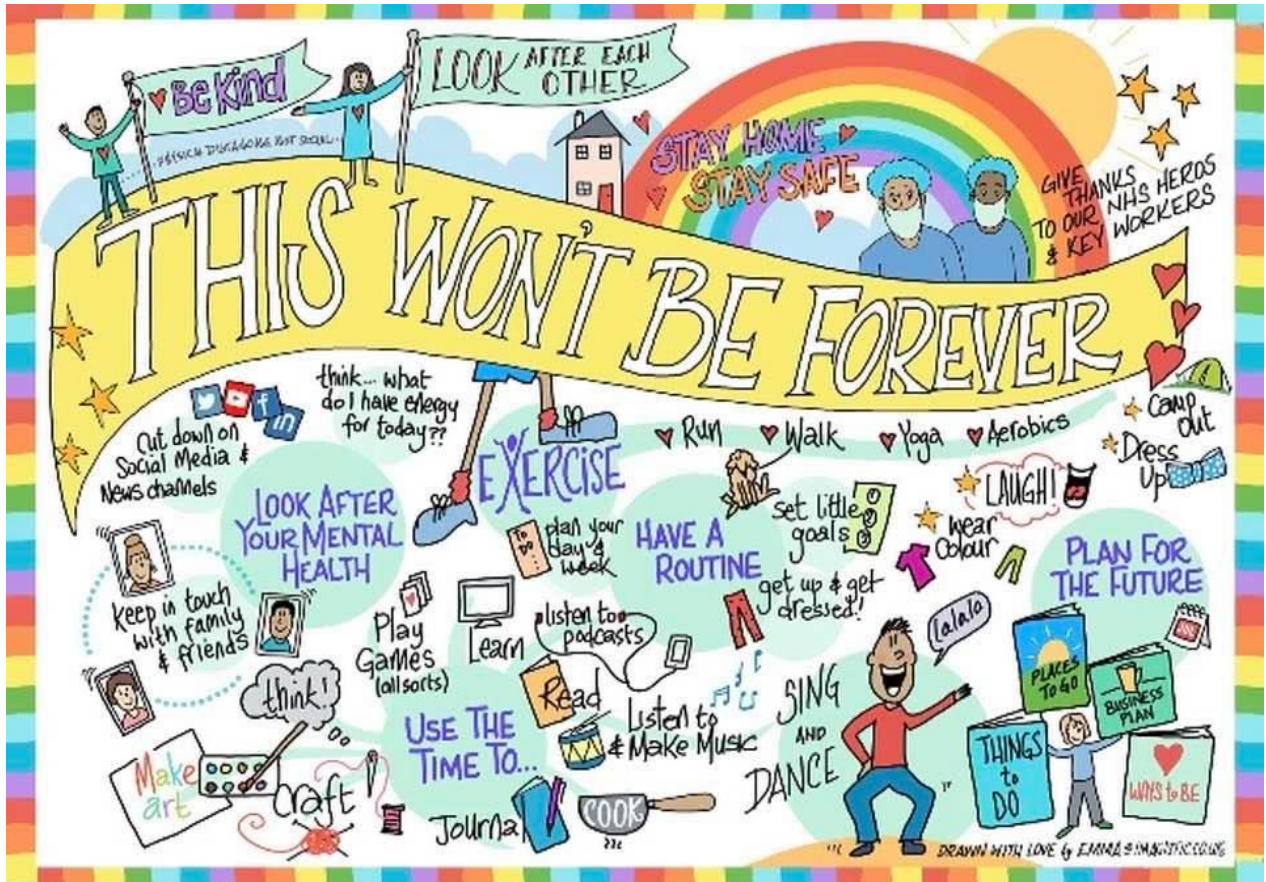 Be Kind
LOOK AFTER EACH
OTHER
PHYSICAL DISTANCING NOT SOCIAL...
STAY HOME
STAY SAFE
GIVE
THANKS
TO OUR NHS HEROS
& KEY WORKERS
THIS WON'T BE FOREVER
Cut down on
Social Media &
News channels
think... what
do I have energy
for today??
EXERCISE
Run
Walk
Yoga
Aerobics
Camp
out
Dress
Up
LAUGH!
wear
Colour
LOOK AFTER
YOUR MENTAL
HEALTH
keep in touch
with family
& friends
TO
DO
plan your
day &
week
HAVE A
ROUTINE
set little
goals
1
2
3
get up & get
dressed!
PLAN FOR
THE FUTURE
Play
Games
(all sorts)
Learn
listen to
podcasts
Read
Listen to
& Make Music
USE THE
TIME TO...
think!
Make
art
Craft
Journal
COOK
SING
AND
DANCE
Lalala
PLACES
TO GO
BUSINESS
PLAN
THINGS
to
DO
WAYS to BE
DRAWN WITH LOVE by EMMA @